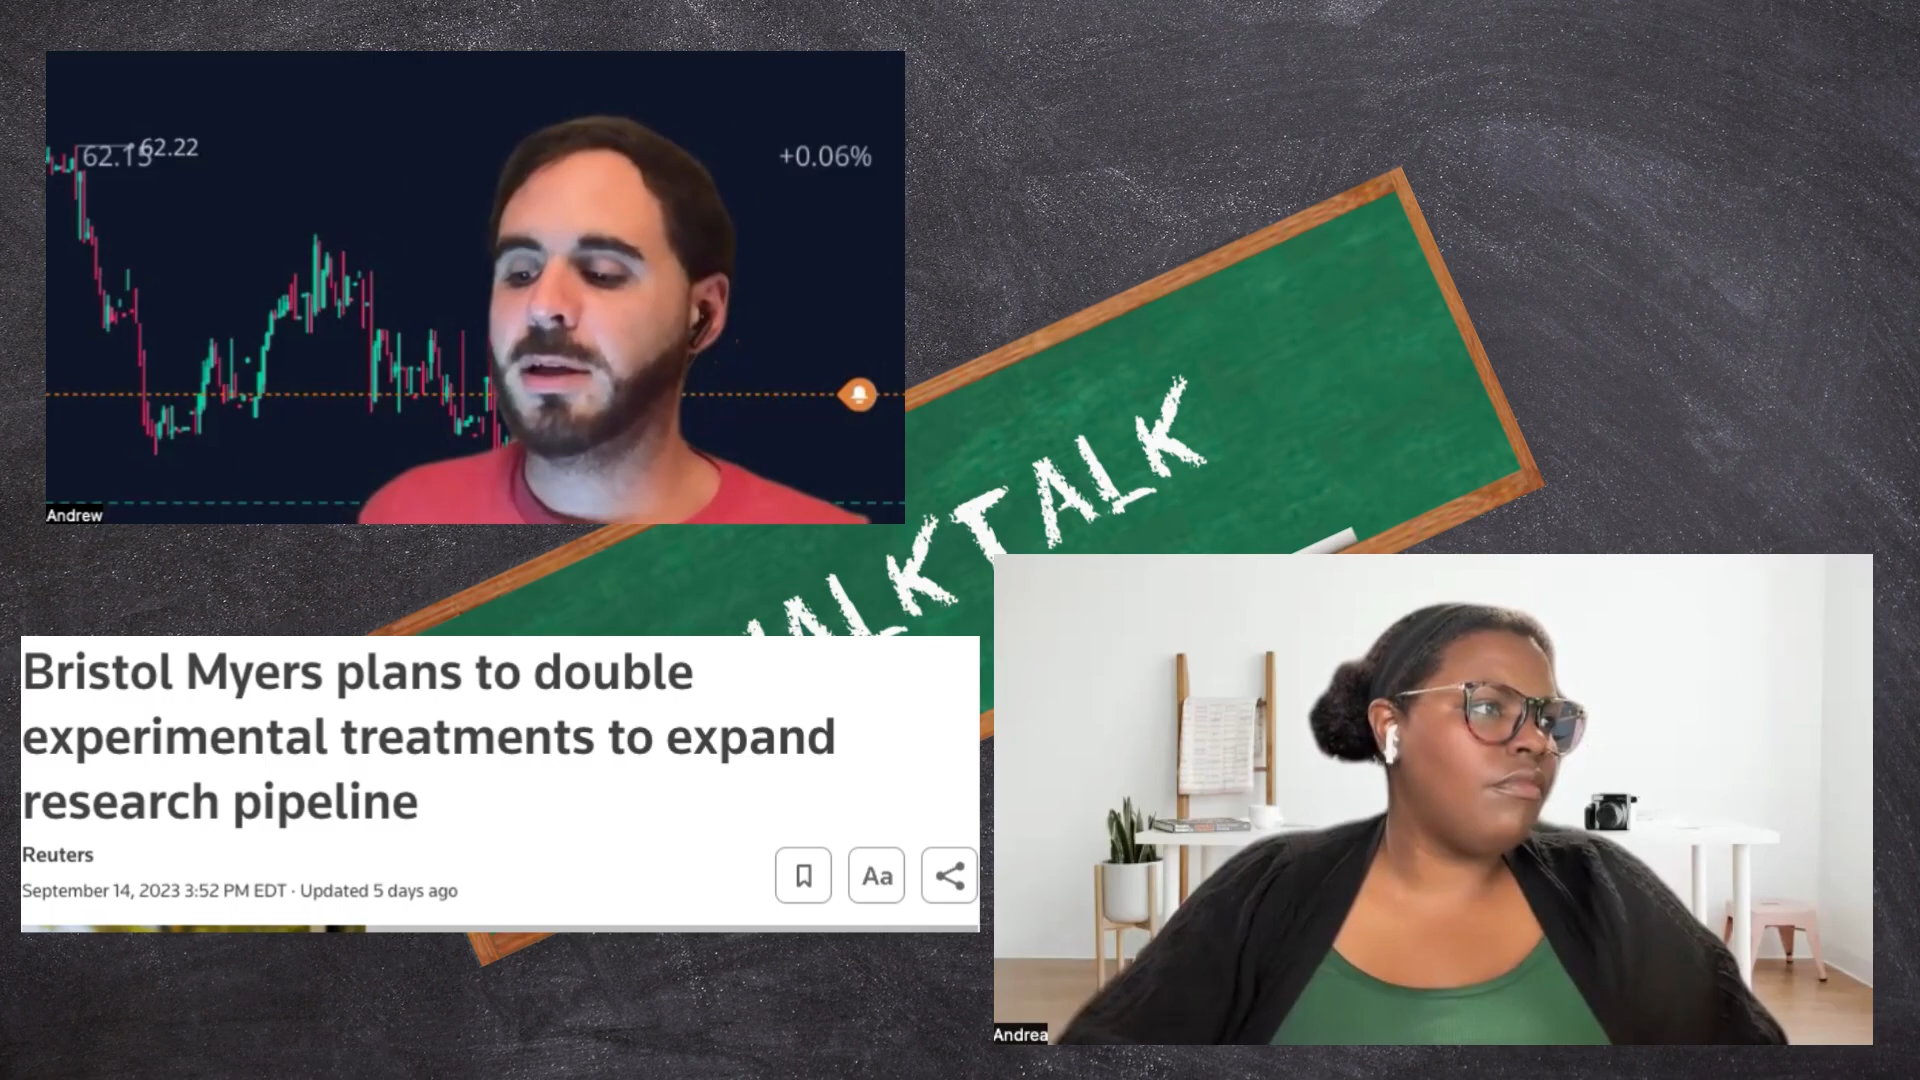 62.15
62.22
+0.06%
Andrew
ALKTALK
Bristol Myers plans to double
experimental treatments to expand
research pipeline
Reuters
September 14, 2023 3:52 PM EDT · Updated 5 days ago
Aa
Andrea